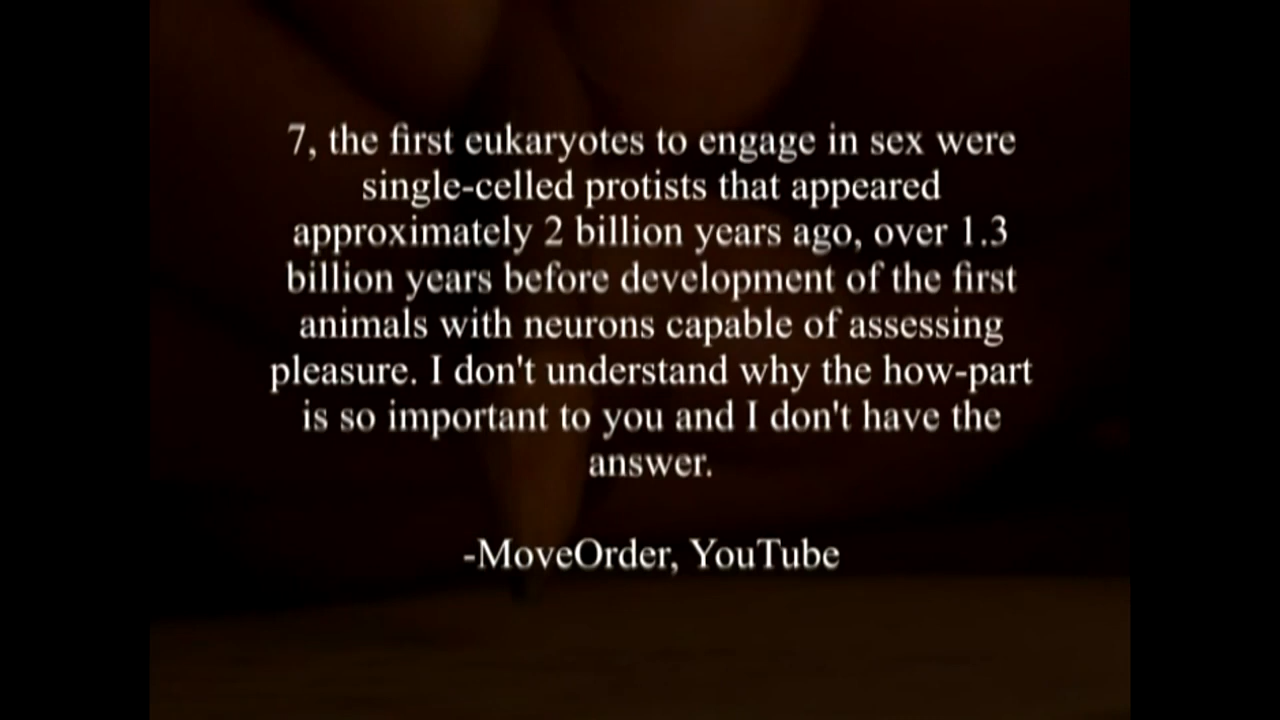 7, the first eukaryotes to engage in sex were
single-celled protists that appeared
approximately 2 billion years ago, over 1.3
billion years before development of the first
animals with neurons capable of assessing
pleasure. I don't understand why the how-part
is so important to you and I don't have the
answer.
-MoveOrder, YouTube